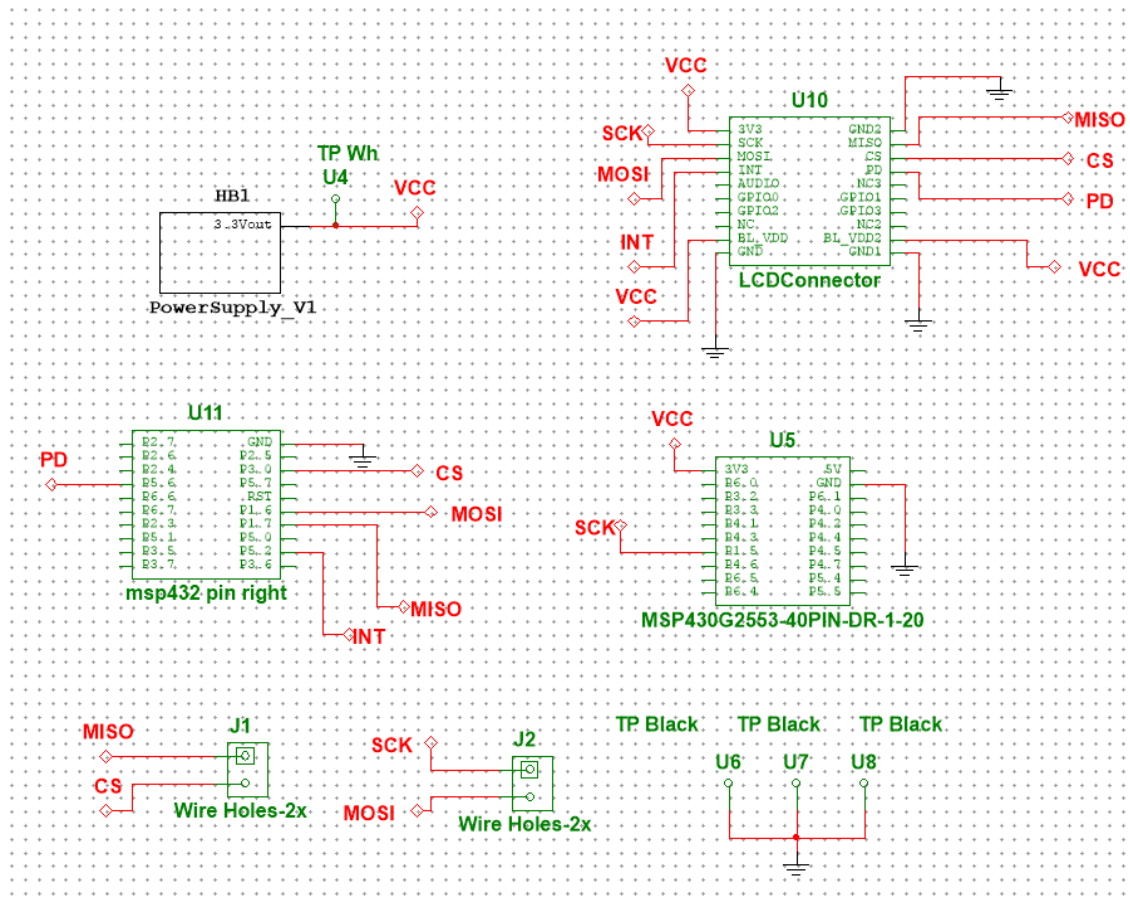 VCC
U10
SCK
MOSI
INT
VCC
3V3
SCK
MOSI
INT
AUDIO
GPIO0
GPIO2
NC
BL_VDD
GND
GND2
MISO
CS
PD
NC3
GPIO1
GPIO3
NC2
BL_VDD2
GND1
MISO
CS
PD
VCC
LCDConnector
TP Wh
U4
VCC
HB1
3.3Vout
PowerSupply_V1
U11
PD
P2.7
P2.6
P2.4
P5.6
P6.6
P6.7
P2.3
P5.1
P3.5
P3.7
GND
P2.5
P3.0
P5.7
RST
P1.6
P1.7
P5.0
P5.2
P3.6
CS
MOSI
MISO
INT
msp432 pin right
VCC
U5
SCK
3V3
P6.0
P3.2
P3.3
P4.1
P4.3
P1.5
P4.6
P6.5
P6.4
5V
GND
P6.1
P4.0
P4.2
P4.4
P4.5
P4.7
P5.4
P5.5
MSP430G2553-40PIN-DR-1-20
MISO
J1
CS
Wire Holes-2x
SCK
J2
MOSI
Wire Holes-2x
TP Black TP Black TP Black
U6 U7 U8